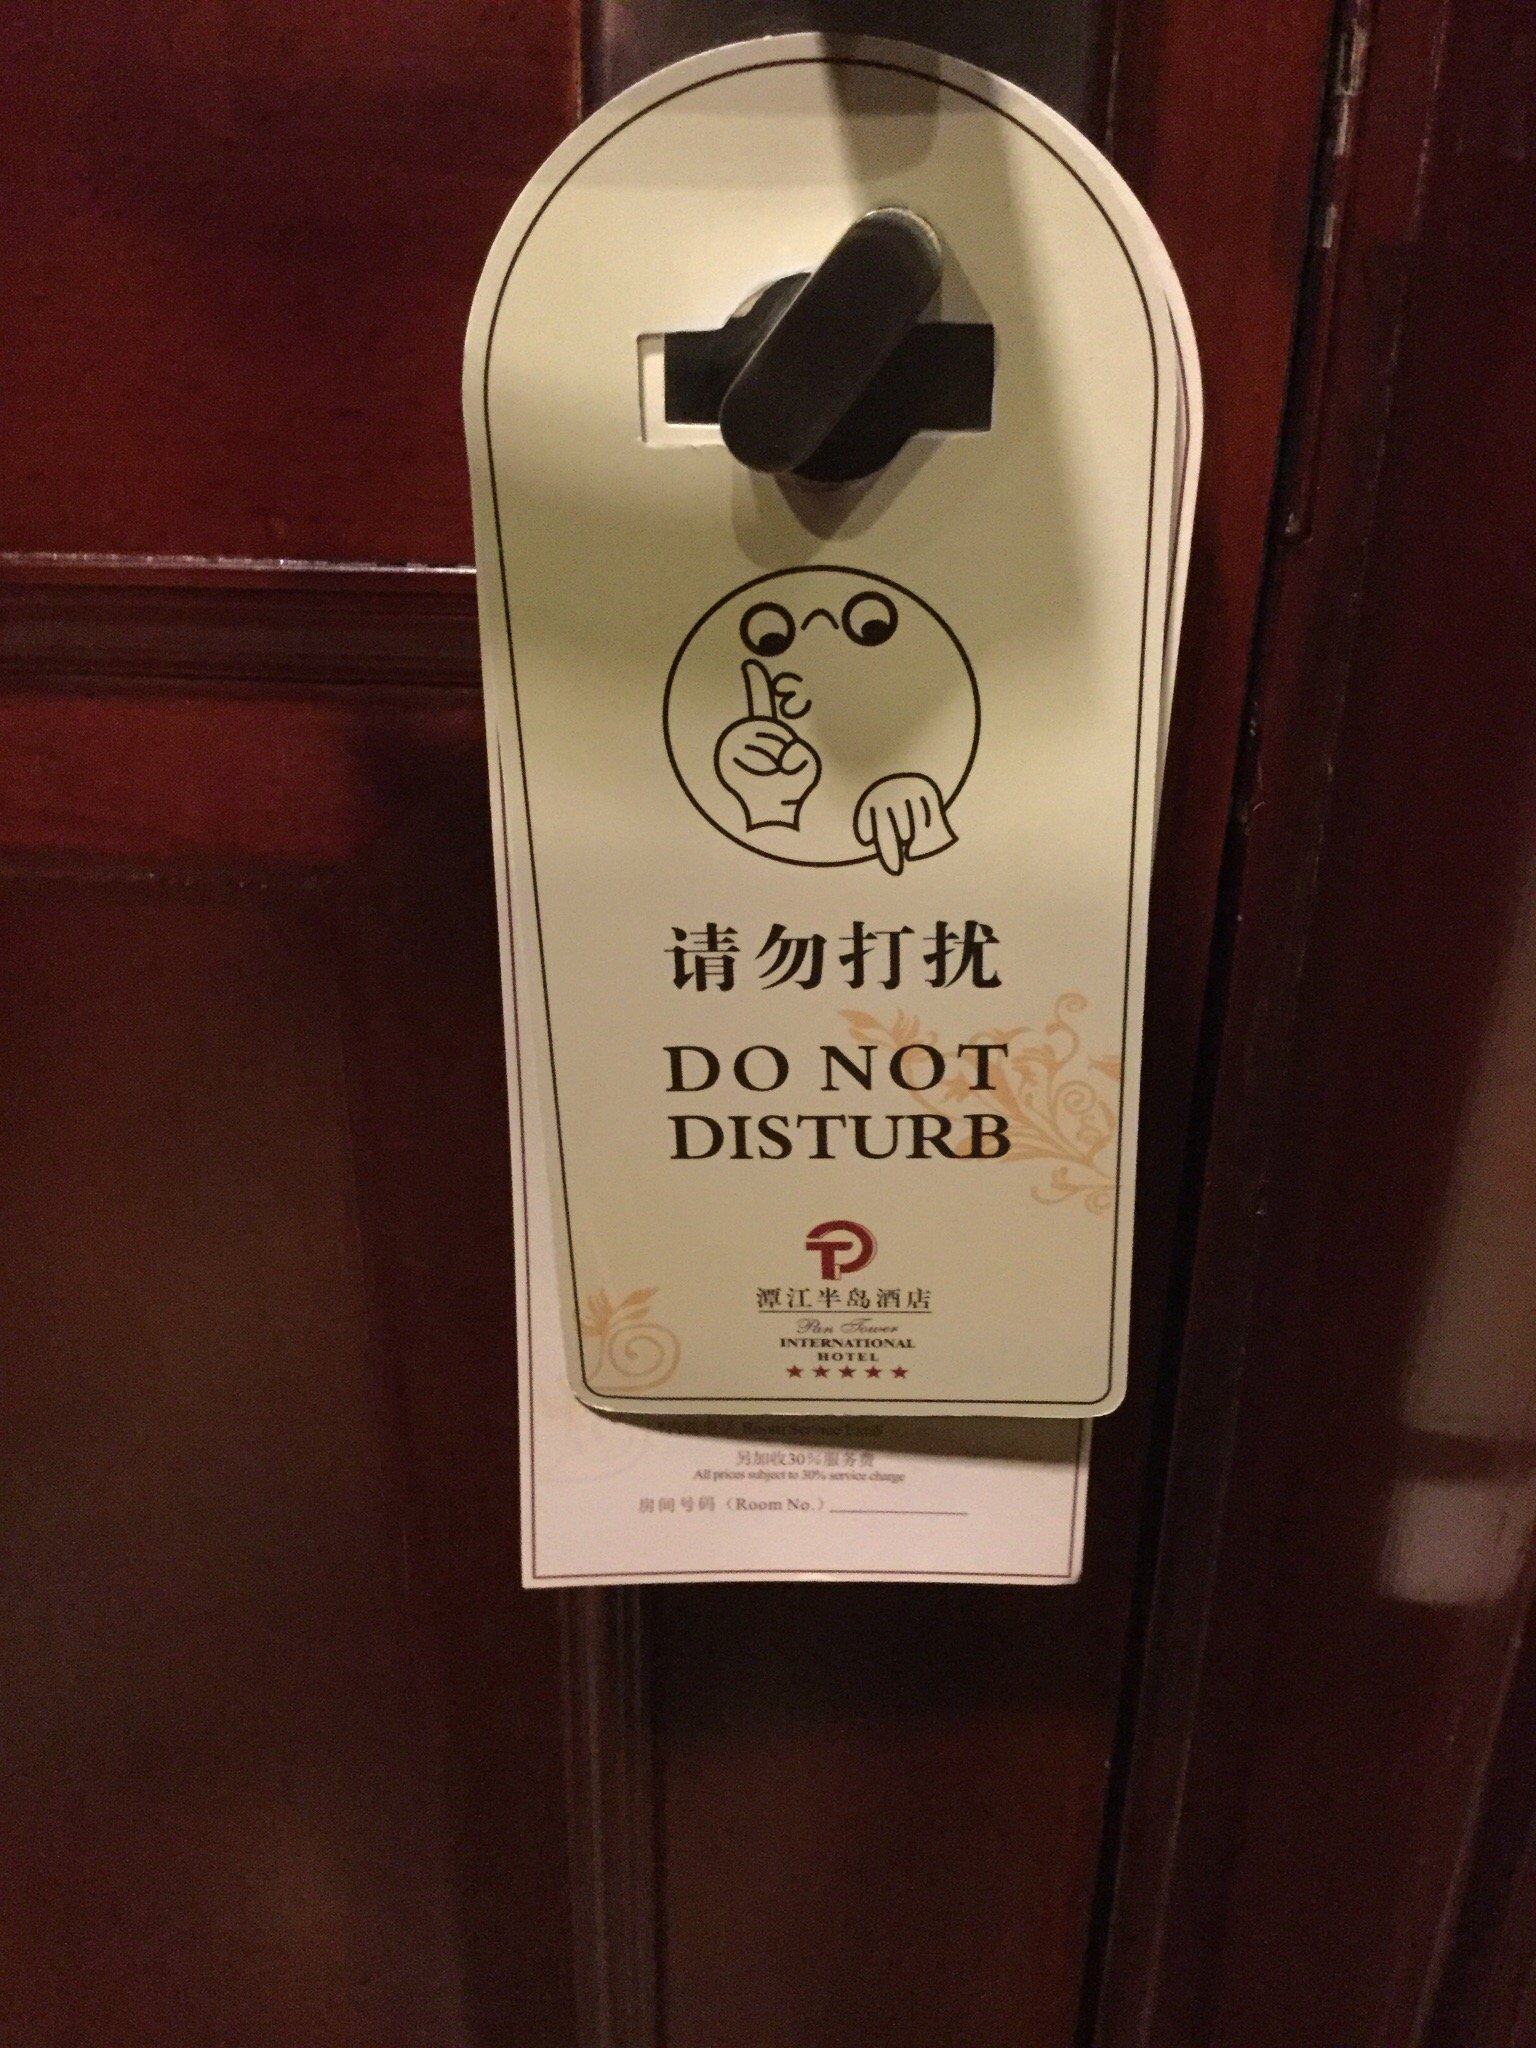 请勿打扰
DO NOT
DISTURB
潭江半岛酒店
Pan Tower
INTERNATIONAL
HOTEL
Room Service
另加收30%服务费
All prices subject to 30% service charge
房间号码（Room No.）